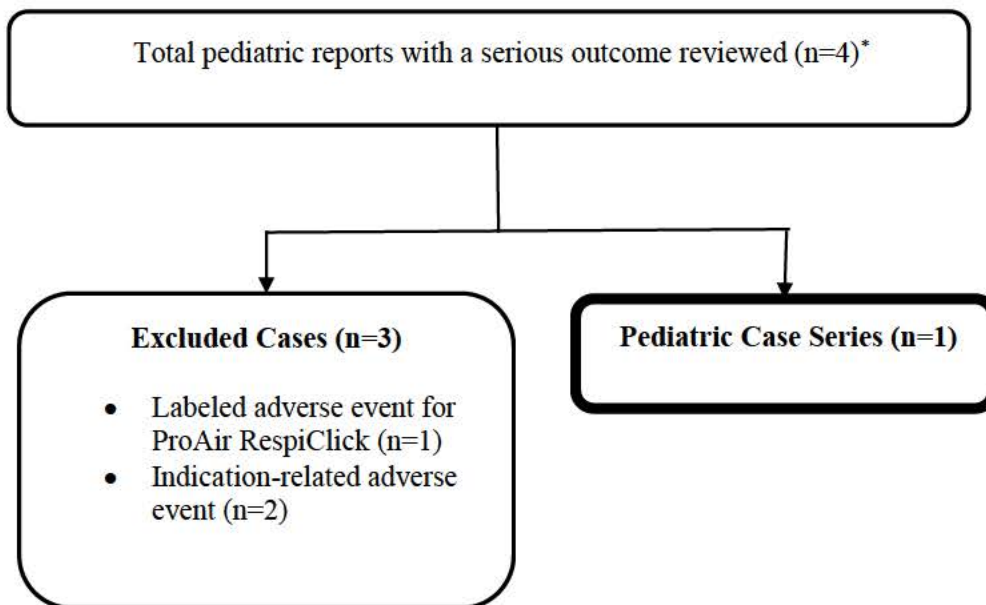 Total pediatric reports with a serious outcome reviewed (n=4)*
Excluded Cases (n=3)
• Labeled adverse event for
ProAir RespiClick (n=1)
• Indication-related adverse
event (n=2)
Pediatric Case Series (n=1)